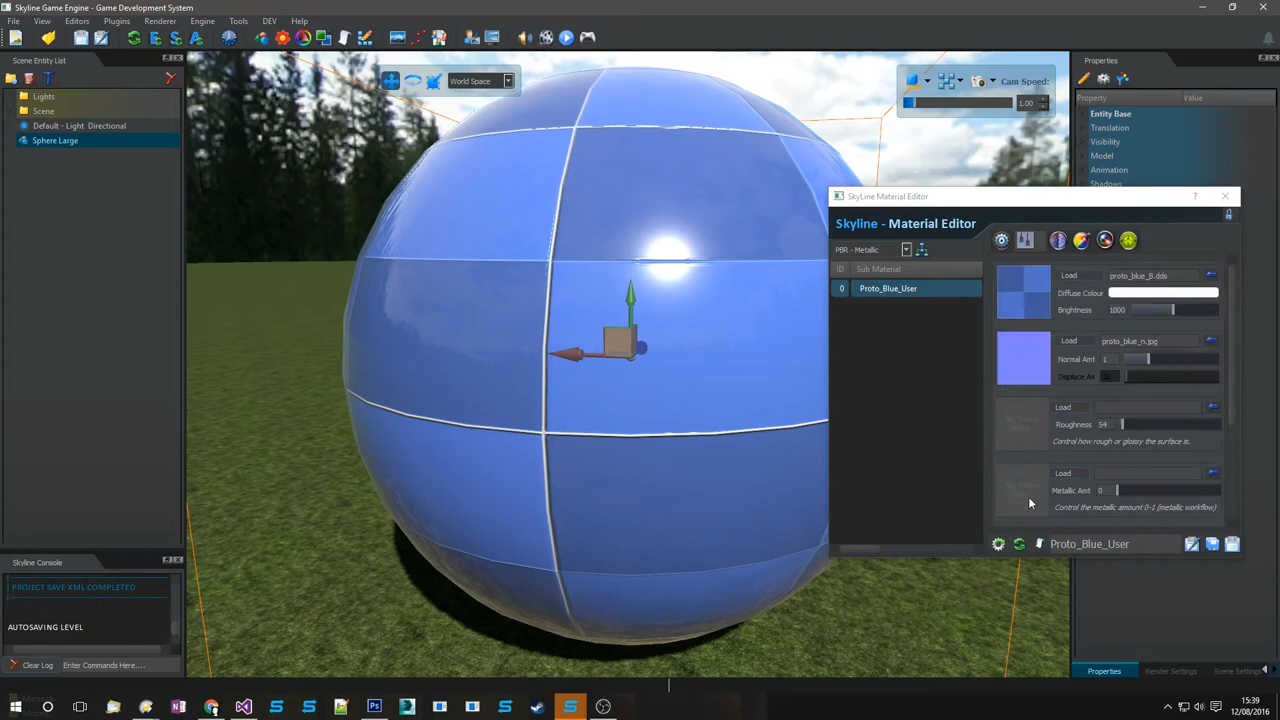 Skyline Game Engine - Game Development System
File View Editors Plugins Renderer Engine Tools DEV Help
Scene Entity List
Lights
Scene
Default - Light Directional
Sphere Large
World Space
Cam Speed:
1.00
Properties
Property Value
Entity Base
Translation
Visibility
Model
Animation
Shadows
SkyLine Material Editor
?
Skyline - Material Editor
PBR - Metallic
ID Sub Material
0 Proto_Blue_User
Load proto_blue_B.dds
Diffuse Colour
Brightness 1000
Load proto_blue_n.jpg
Normal Amt 1
Displace An
Load
Roughness 54
Control how rough or glossy the surface is.
Load
Metallic Amt 0
Control the metallic amount 0-1 (metallic workflow)
Proto_Blue_User
Skyline Console
PROJECT SAVE XML COMPLETED
AUTOSAVING LEVEL
Clear Log Enter Commands Here....
Properties Render Settings Scene Settings
15:39
12/08/2016